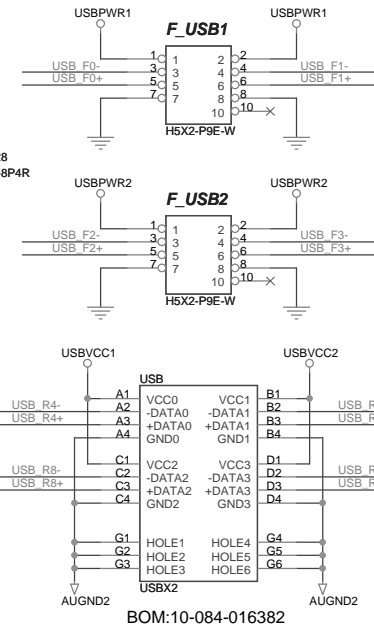 USBPWR1 USBPWR1
F_USB1
USB_F0- 1 1 2 2 USB_F1-
USB_F0+ 3 3 4 4 USB_F1+
5 5 6 6
7 7 8 8
10 10
H5X2-P9E-W
8P4R
USBPWR2 USBPWR2
F_USB2
USB_F2- 1 1 2 2 USB_F3-
USB_F2+ 3 3 4 4 USB_F3+
5 5 6 6
7 7 8 8
10 10
H5X2-P9E-W
USBVCC1 USBVCC2
USB
A1 VCC0 VCC1 B1
USB_R4- A2 -DATA0 -DATA1 B2
USB_R4+ A3 +DATA0 +DATA1 B3
A4 GND0 GND1 B4
C1 VCC2 VCC3 D1
USB_R8- C2 -DATA2 -DATA3 D2
USB_R8+ C3 +DATA2 +DATA3 D3
C4 GND2 GND3 D4
G1 HOLE1 HOLE4 G4
G2 HOLE2 HOLE5 G5
G3 HOLE3 HOLE6 G6
USBX2
AUGND2 AUGND2
BOM:10-084-016382